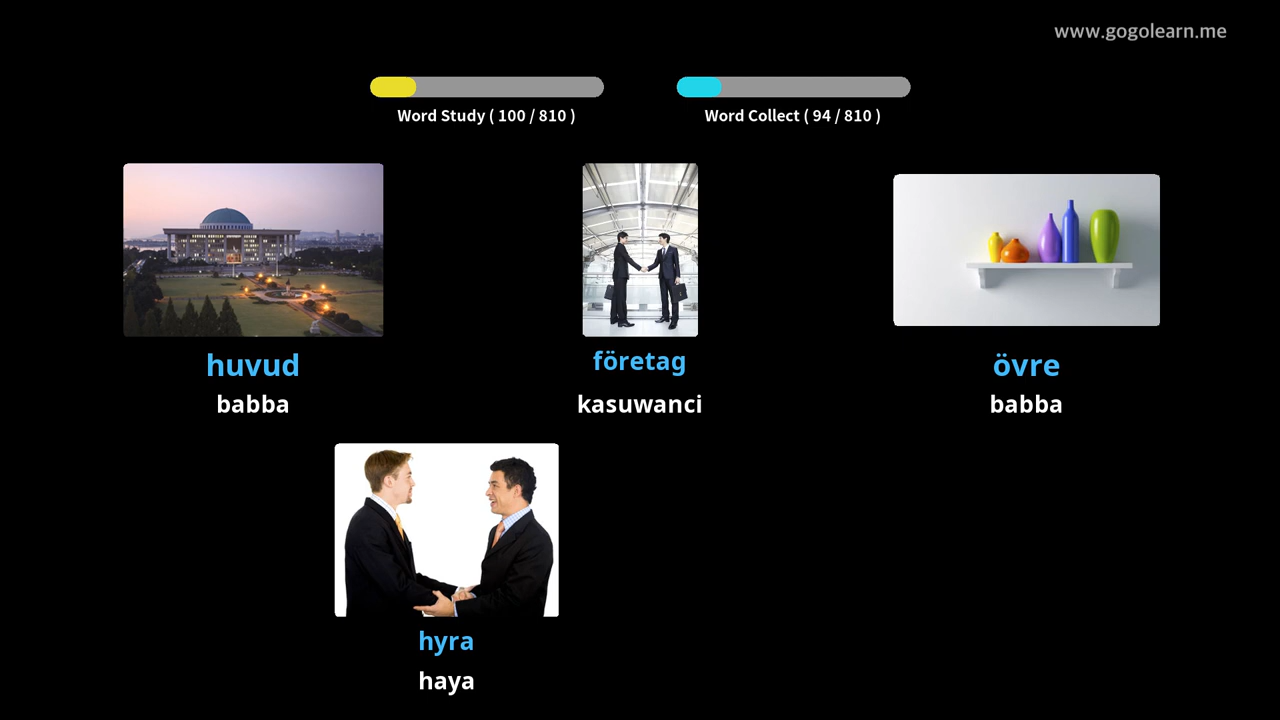 www.gogolearn.me
Word Study ( 100 / 810 )
Word Collect ( 94 / 810 )
huvud
babba
företag
kasuwanci
övre
babba
hyra
haya